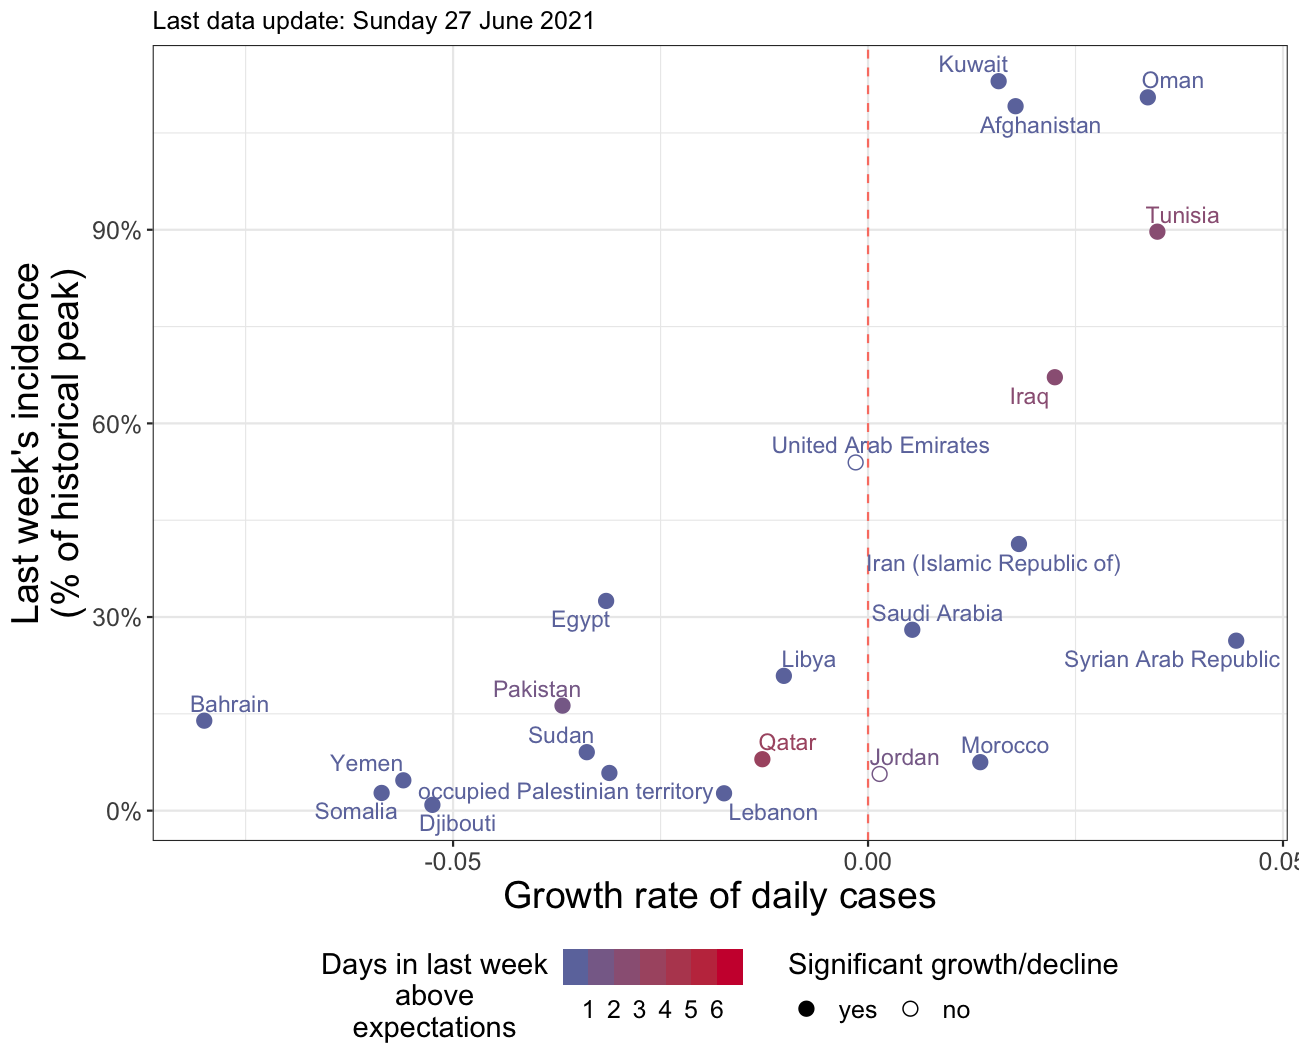 Last data update: Sunday 27 June 2021
Kuwait
Oman
Afghanistan
Tunisia
90%
Iraq
60%
United Arab Emirates
Iran (Islamic Republic of)
Egypt
Saudi Arabia
30%
Libya
Syrian Arab Republic
Pakistan
Bahrain
Sudan
Qatar
Morocco
Jordan
Yemen
occupied Palestinian territory
Somalia
Lebanon
0%
Djibouti
Last week's incidence
(% of historical peak)
-0.05
0.00
0.05
Growth rate of daily cases
Days in last week
above
expectations
1 2 3 4 5 6
Significant growth/decline
yes no